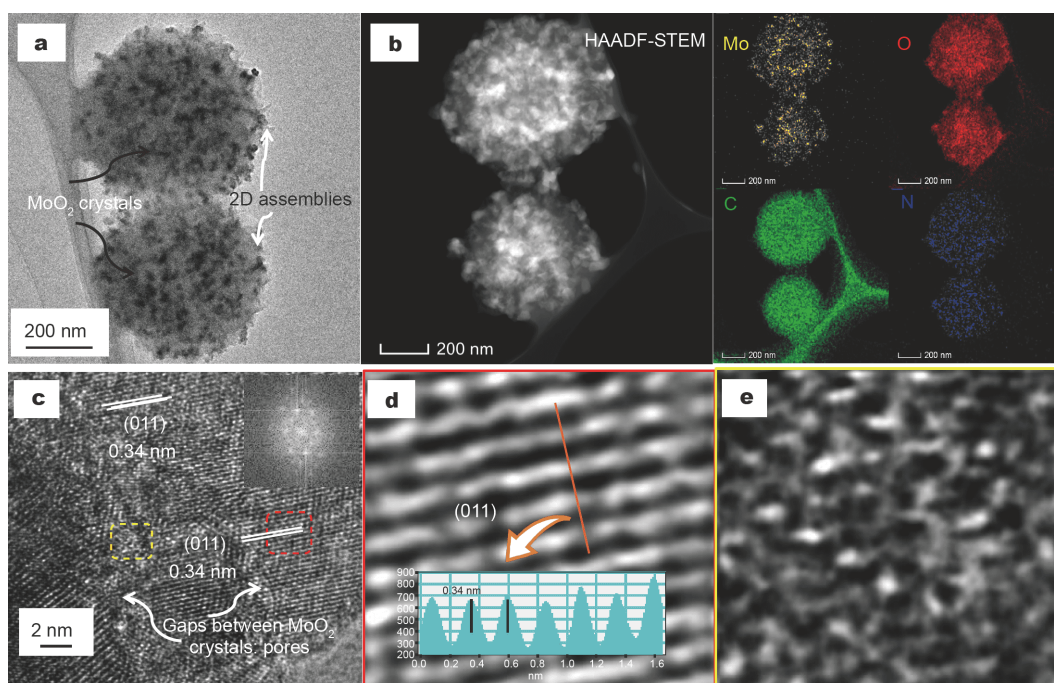 a
MoO₂ crystals
2D assemblies
200 nm
b
HAADF-STEM
200 nm
Mo
200 nm
O
200 nm
C
200 nm
N
200 nm
c
(011)
0.34 nm
(011)
0.34 nm
Gaps between MoO₂
crystals: pores
2 nm
d
(011)
0.34 nm
900
800
700
600
500
400
300
200
0.0 0.2 0.4 0.6 0.8 1.0 1.2 1.4 1.6
nm
e